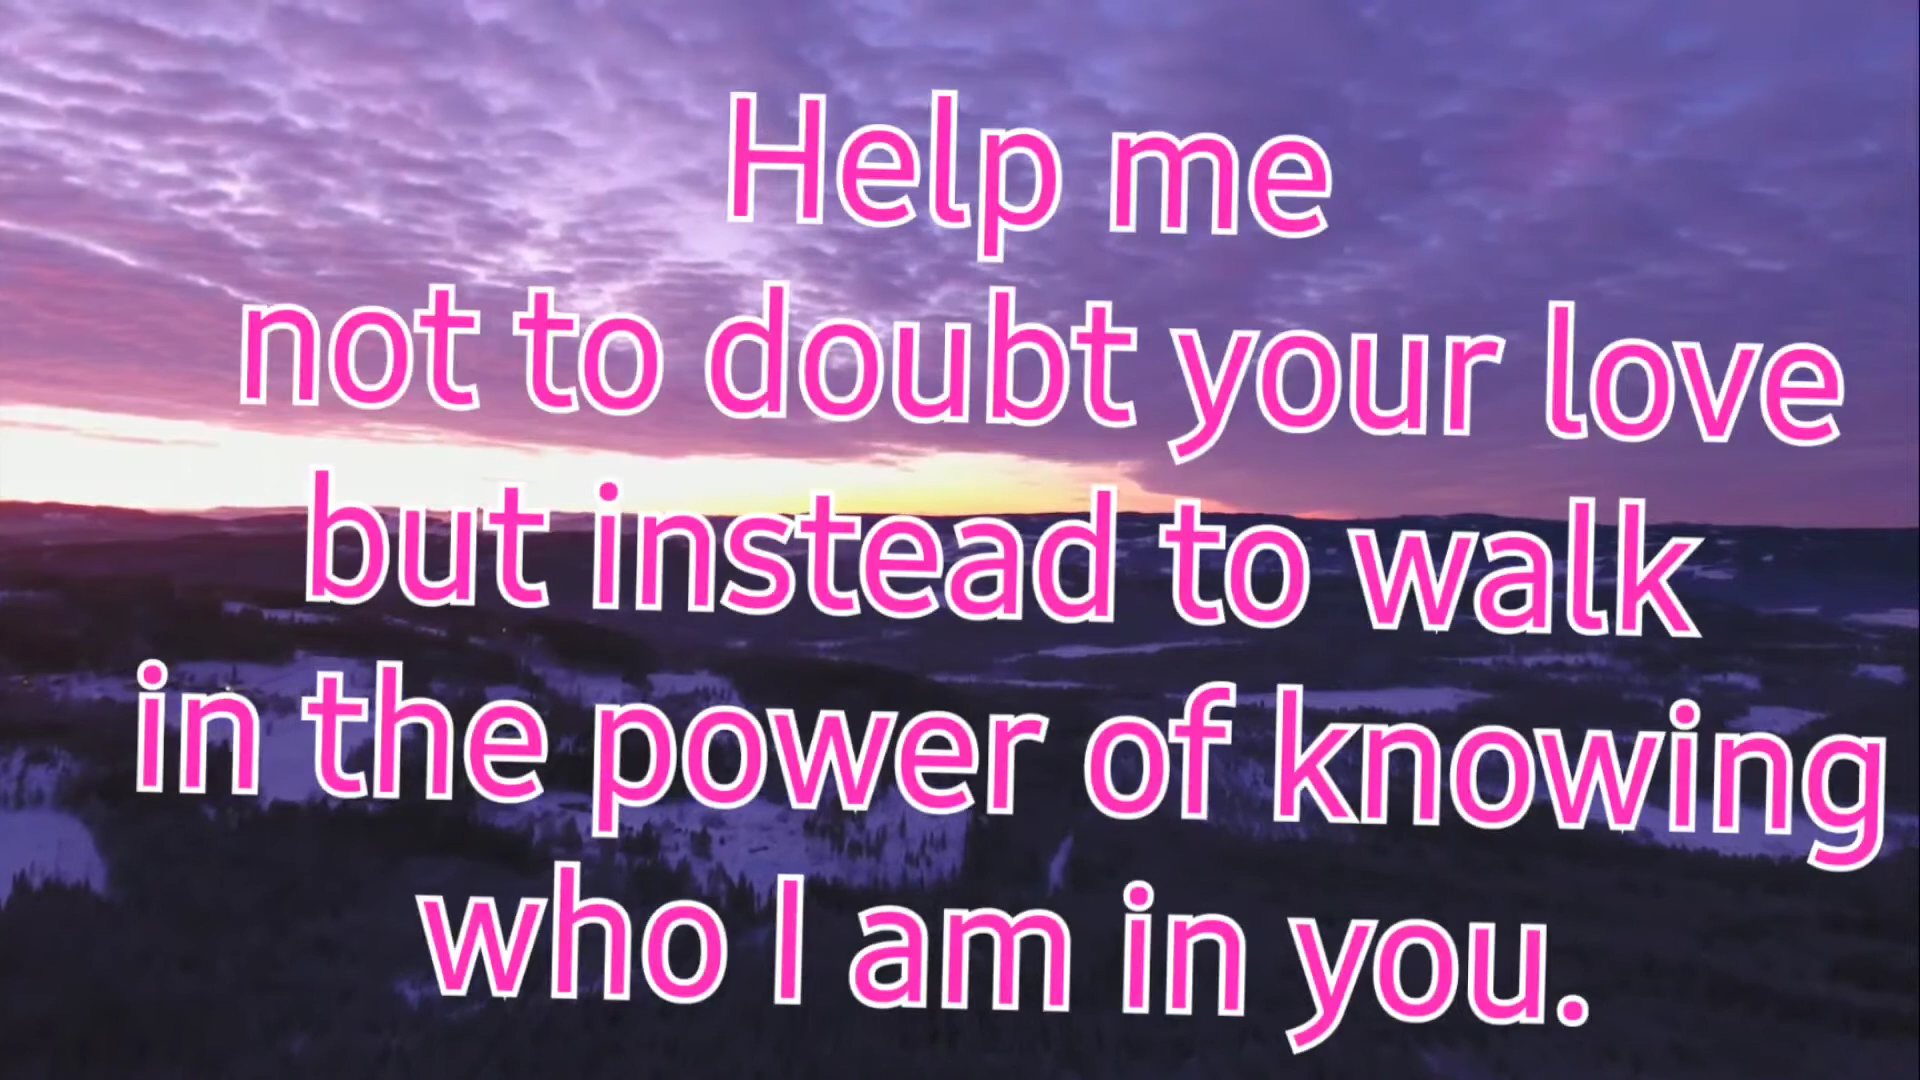 Help me
not to doubt your love
but instead to walk
in the power of knowing
who I am in you.